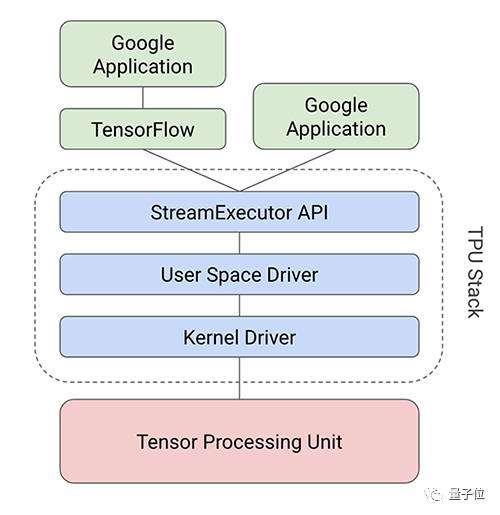 Google
Application
TensorFlow
Google
Application
StreamExecutor API
User Space Driver
Kernel Driver
TPU Stack
Tensor Processing Unit
量子位